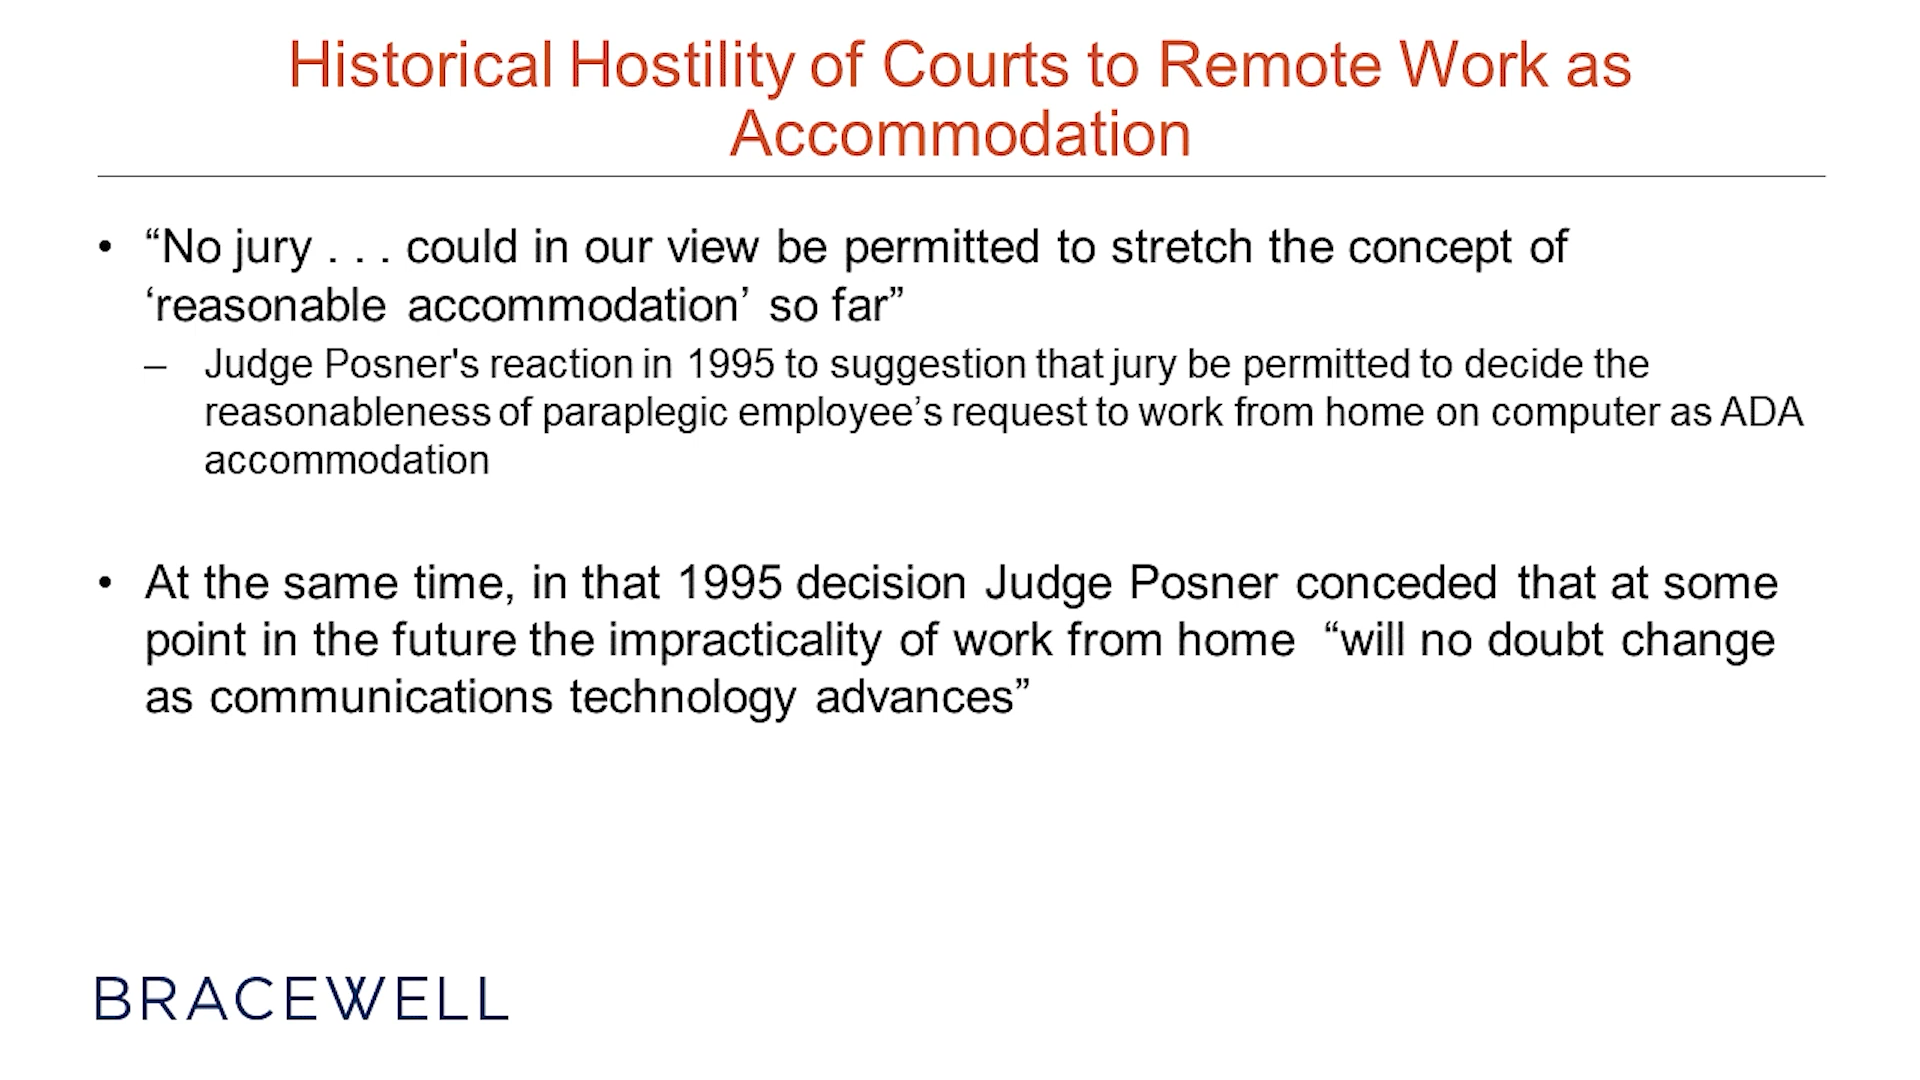 Historical Hostility of Courts to Remote Work as
Accommodation
• “No jury . . . could in our view be permitted to stretch the concept of
‘reasonable accommodation’ so far”
– Judge Posner's reaction in 1995 to suggestion that jury be permitted to decide the
reasonableness of paraplegic employee’s request to work from home on computer as ADA
accommodation
• At the same time, in that 1995 decision Judge Posner conceded that at some
point in the future the impracticality of work from home “will no doubt change
as communications technology advances”
BRACEWELL